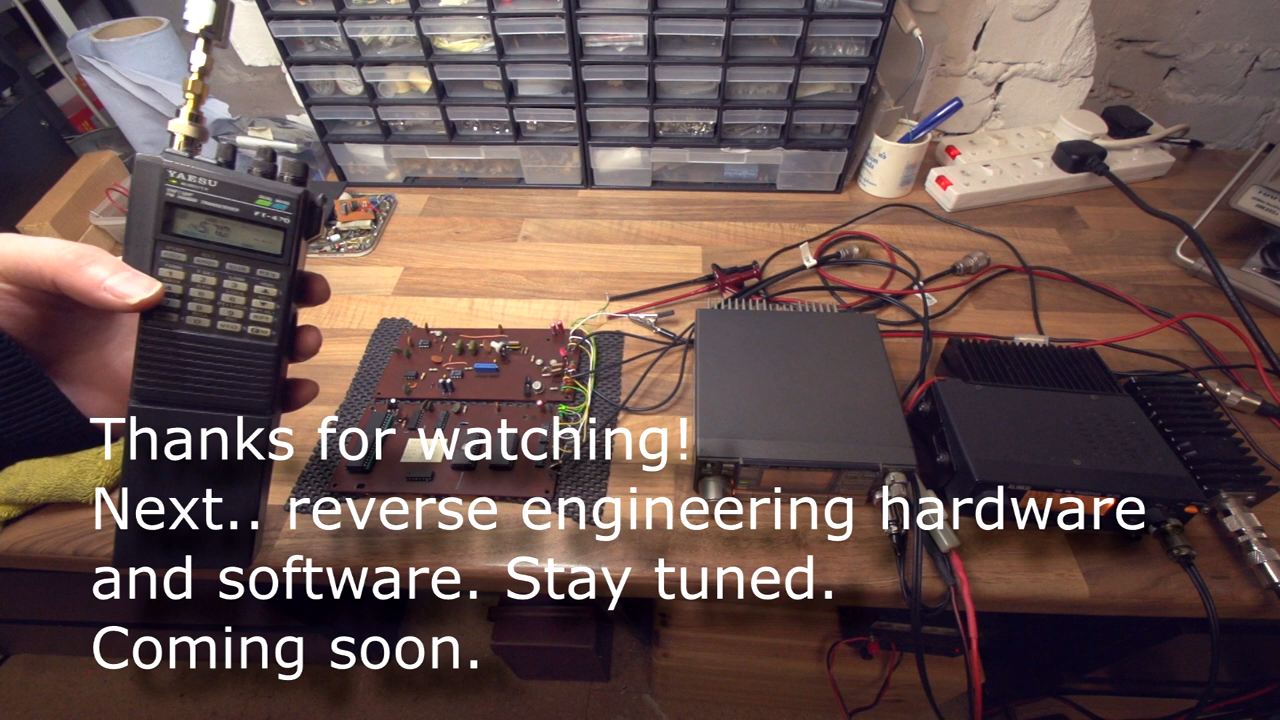 YAESU
FT-470
Thanks for watching!
Next.. reverse engineering hardware
and software. Stay tuned.
Coming soon.